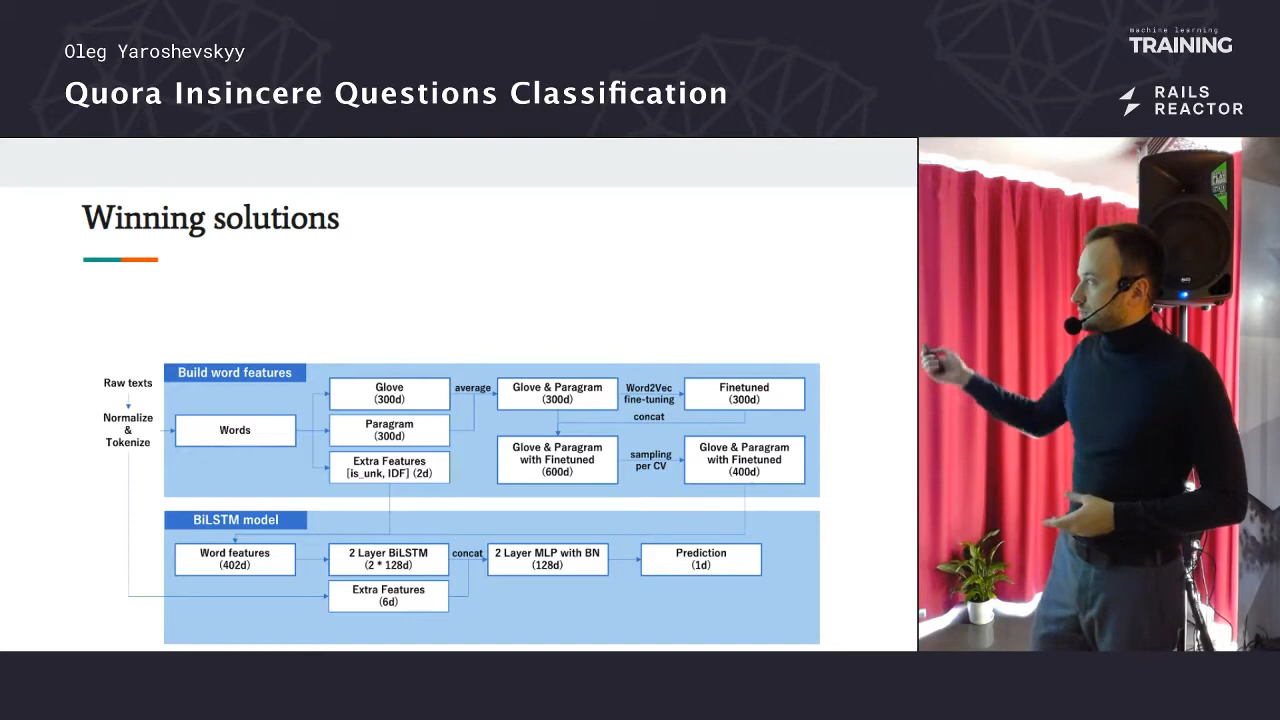 Oleg Yaroshevskyy
Quora Insincere Questions Classification
machine learning
TRAINING
RAILS
REACTOR
Winning solutions
Build word features
Raw texts
Normalize
&
Tokenize
Words
Glove
(300d)
Paragram
(300d)
Extra Features
[is_unk, IDF] (2d)
average
Glove & Paragram
(300d)
Word2Vec
fine-tuning
Finetuned
(300d)
concat
Glove & Paragram
with Finetuned
(600d)
sampling
per CV
Glove & Paragram
with Finetuned
(400d)
BiLSTM model
Word features
(402d)
2 Layer BiLSTM
(2 * 128d)
concat
2 Layer MLP with BN
(128d)
Prediction
(1d)
Extra Features
(6d)